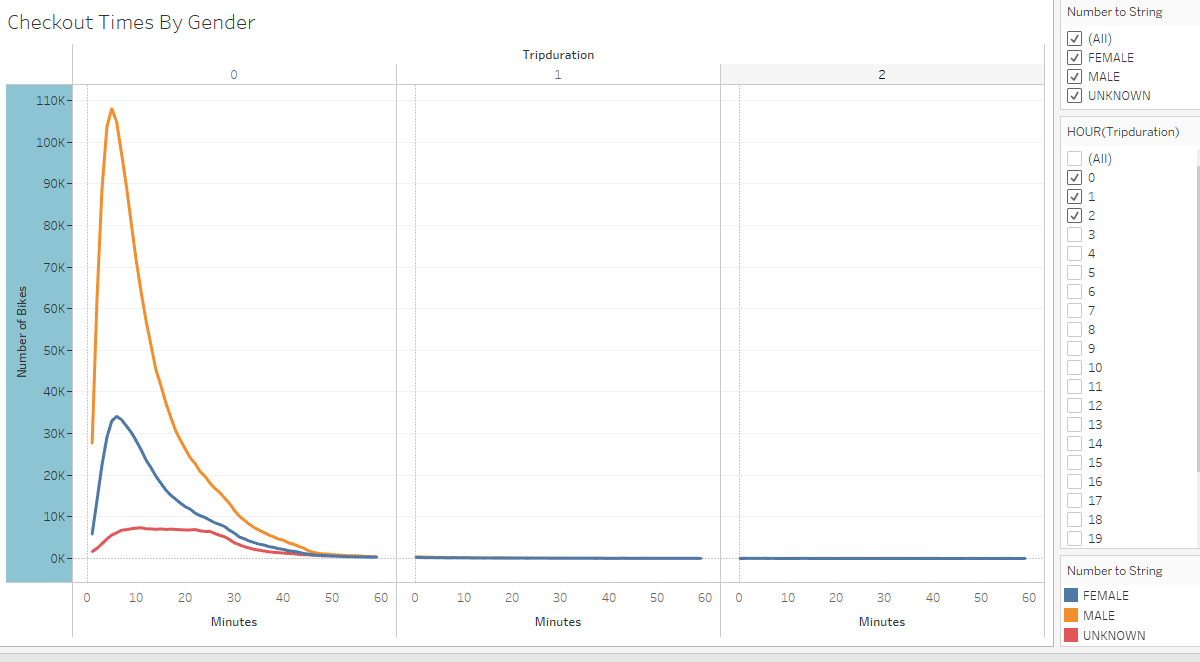 Checkout Times By Gender
Tripduration
0 1 2
Number of Bikes
110K
100K
90K
80K
70K
60K
50K
40K
30K
20K
10K
0K
0 10 20 30 40 50 60 0 10 20 30 40 50 60 0 10 20 30 40 50 60
Minutes Minutes Minutes
Number to String
(All)
FEMALE
MALE
UNKNOWN
HOUR(Tripduration)
(All)
0
1
2
3
4
5
6
7
8
9
10
11
12
13
14
15
16
17
18
19
Number to String
FEMALE
MALE
UNKNOWN